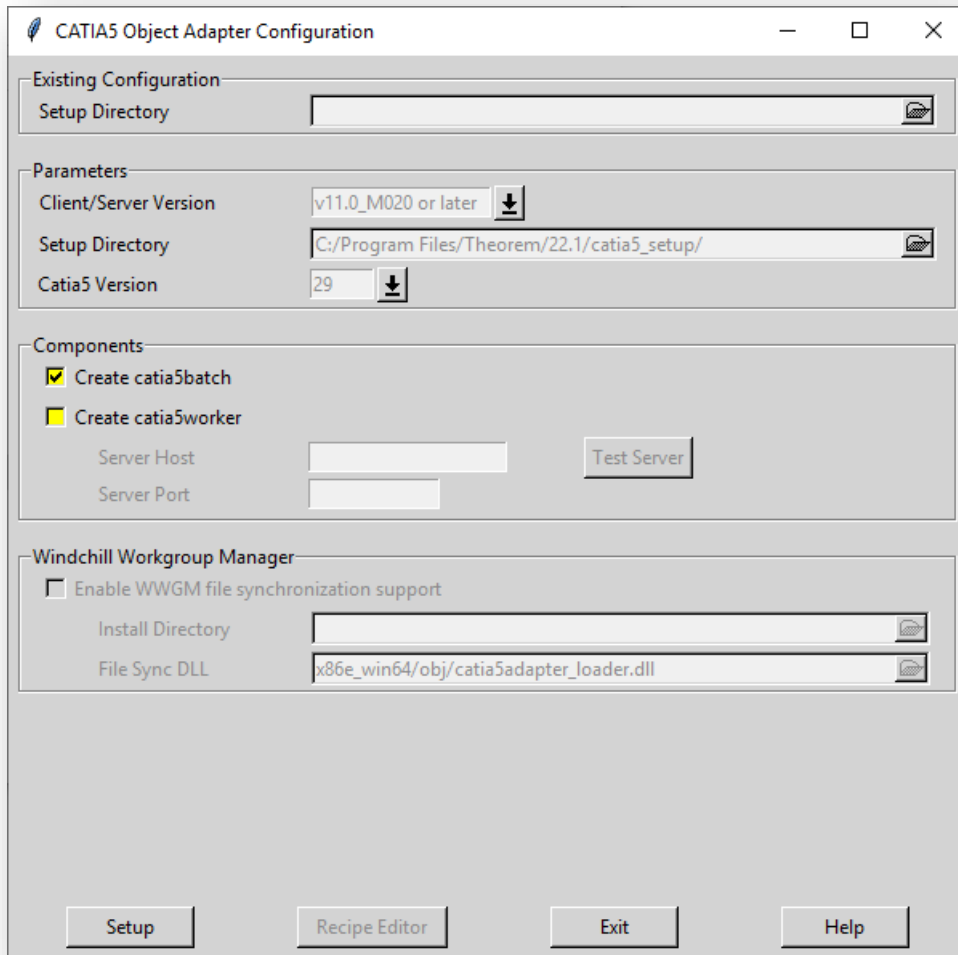 CATIA5 Object Adapter Configuration
Existing Configuration
Setup Directory
Parameters
Client/Server Version v11.0_M020 or later
Setup Directory C:/Program Files/Theorem/22.1/catia5_setup/
Catia5 Version 29
Components
Create catia5batch
Create catia5worker
Server Host Test Server
Server Port
Windchill Workgroup Manager
Enable WWGM file synchronization support
Install Directory
File Sync DLL x86e_win64/obj/catia5adapter_loader.dll
Setup Recipe Editor Exit Help